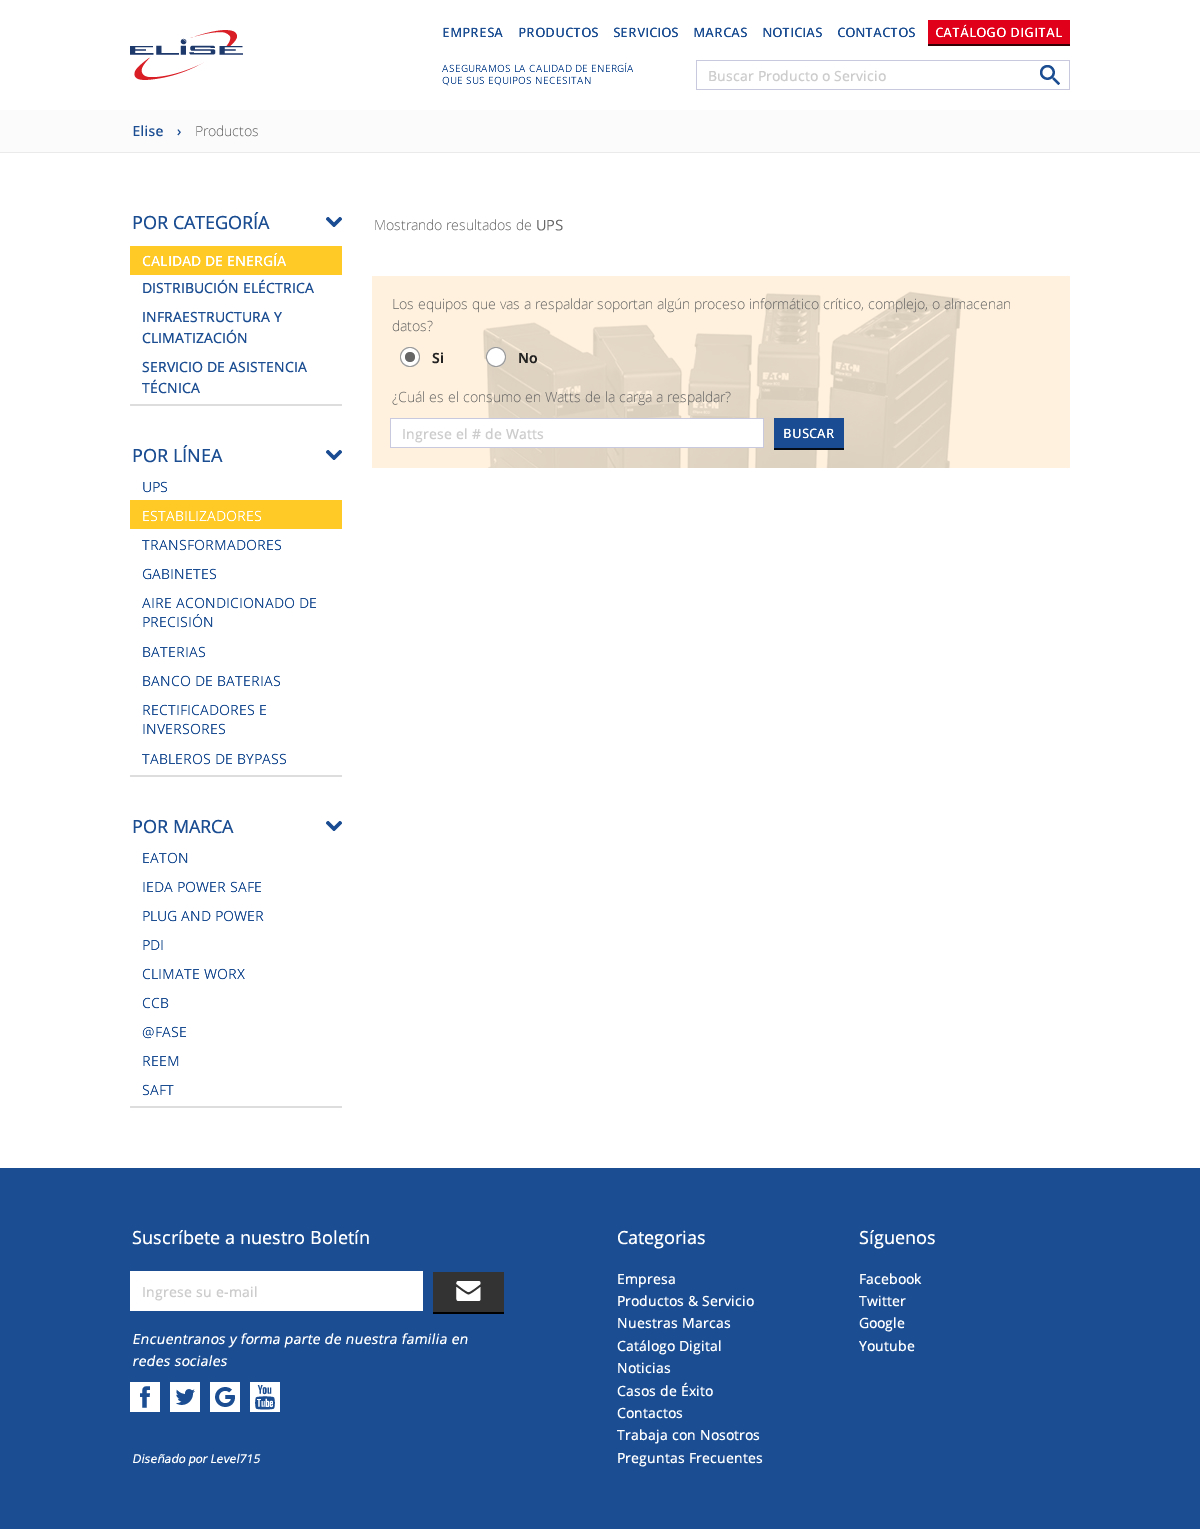 ELISE
EMPRESA PRODUCTOS SERVICIOS MARCAS NOTICIAS CONTACTOS CATÁLOGO DIGITAL
ASEGURAMOS LA CALIDAD DE ENERGÍA
QUE SUS EQUIPOS NECESITAN
Buscar Producto o Servicio
Elise › Productos
POR CATEGORÍA
CALIDAD DE ENERGÍA
DISTRIBUCIÓN ELÉCTRICA
INFRAESTRUCTURA Y
CLIMATIZACIÓN
SERVICIO DE ASISTENCIA
TÉCNICA
POR LÍNEA
UPS
ESTABILIZADORES
TRANSFORMADORES
GABINETES
AIRE ACONDICIONADO DE
PRECISIÓN
BATERIAS
BANCO DE BATERIAS
RECTIFICADORES E
INVERSORES
TABLEROS DE BYPASS
POR MARCA
EATON
IEDA POWER SAFE
PLUG AND POWER
PDI
CLIMATE WORX
CCB
@FASE
REEM
SAFT
Mostrando resultados de UPS
Los equipos que vas a respaldar soportan algún proceso informático crítico, complejo, o almacenan
datos?
Si No
¿Cuál es el consumo en Watts de la carga a respaldar?
Ingrese el # de Watts BUSCAR
EATON
EATON
EATON
EATON
Suscríbete a nuestro Boletín
Ingrese su e-mail
Encuentranos y forma parte de nuestra familia en
redes sociales
You
Tube
Diseñado por Level715
Categorias
Empresa
Productos & Servicio
Nuestras Marcas
Catálogo Digital
Noticias
Casos de Éxito
Contactos
Trabaja con Nosotros
Preguntas Frecuentes
Síguenos
Facebook
Twitter
Google
Youtube